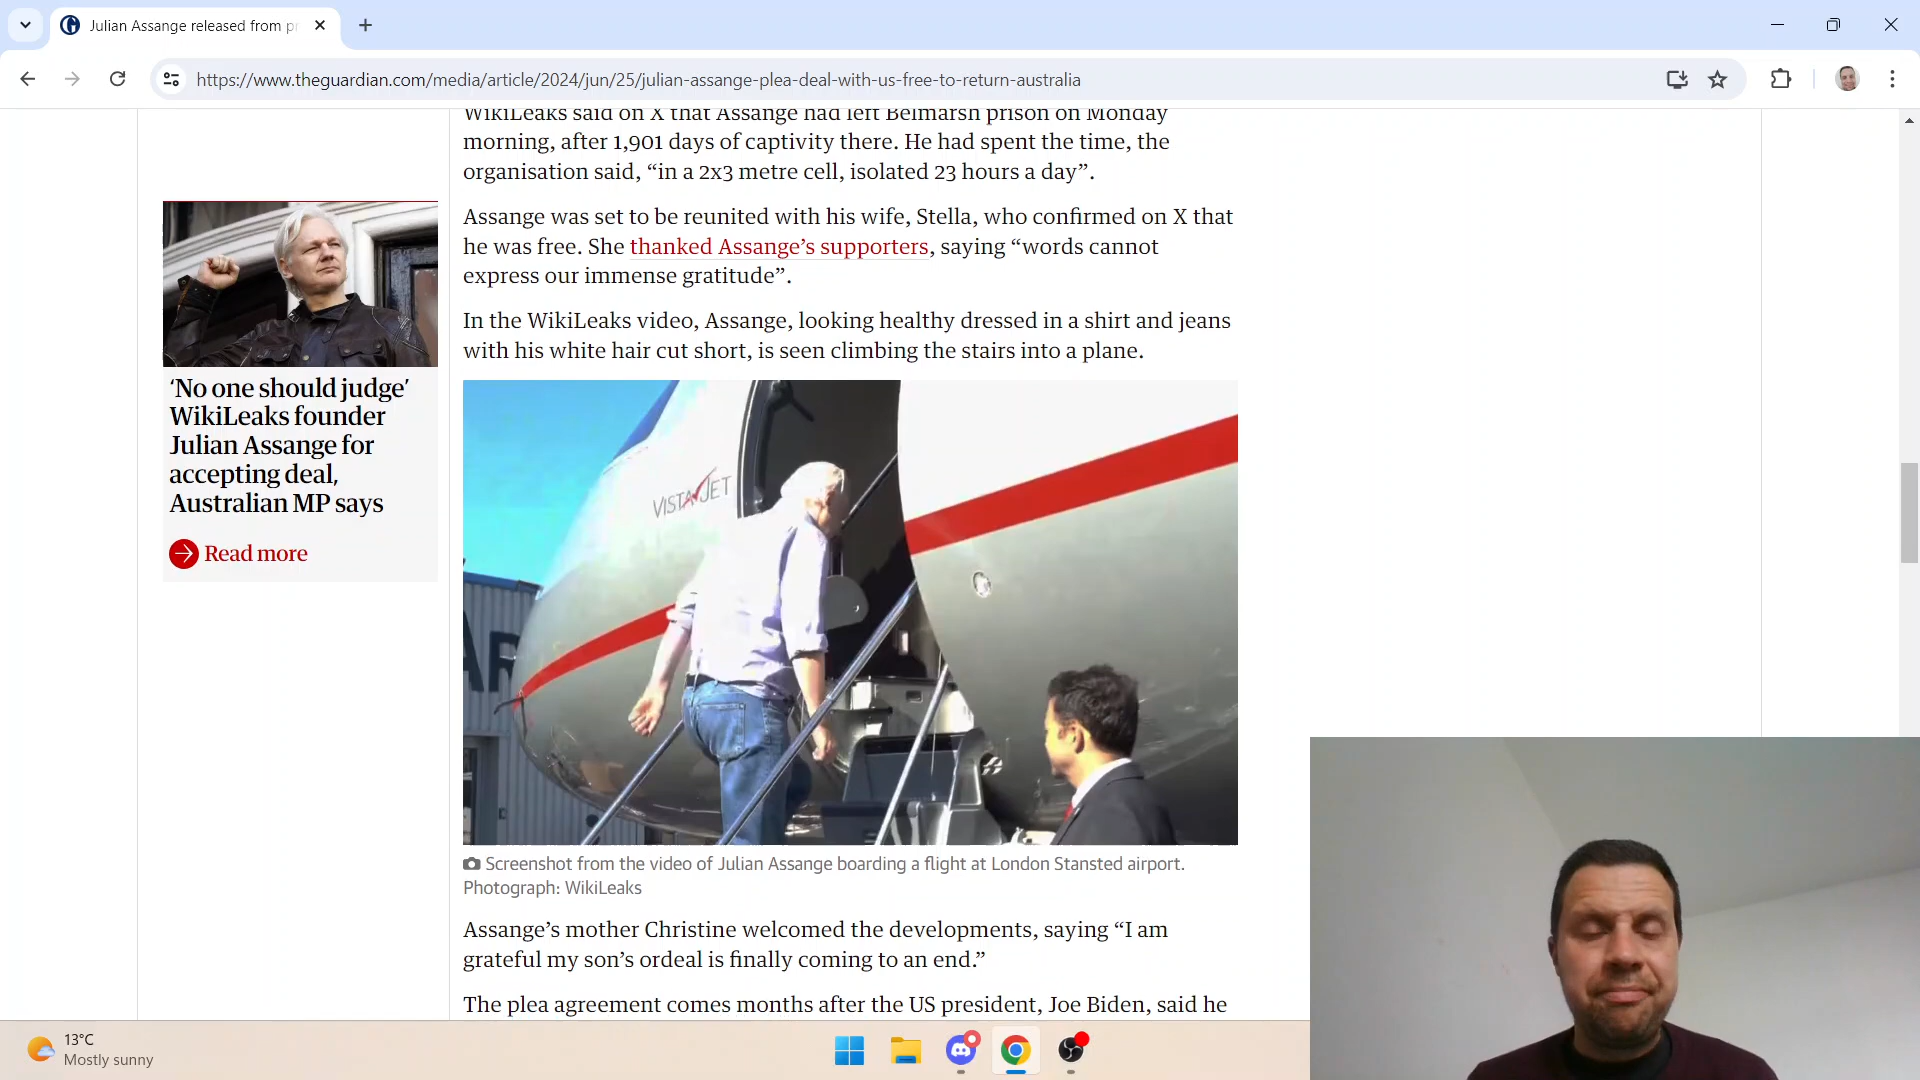 Julian Assange released from pr
https://www.theguardian.com/media/article/2024/jun/25/julian-assange-plea-deal-with-us-free-to-return-australia
WikiLeaks said on X that Assange had left Belmarsh prison on Monday
morning, after 1,901 days of captivity there. He had spent the time, the
organisation said, “in a 2x3 metre cell, isolated 23 hours a day”.
Assange was set to be reunited with his wife, Stella, who confirmed on X that
he was free. She thanked Assange’s supporters, saying “words cannot
express our immense gratitude”.
In the WikiLeaks video, Assange, looking healthy dressed in a shirt and jeans
with his white hair cut short, is seen climbing the stairs into a plane.
‘No one should judge’
WikiLeaks founder
Julian Assange for
accepting deal,
Australian MP says
Read more
VISTAJET
Screenshot from the video of Julian Assange boarding a flight at London Stansted airport.
Photograph: WikiLeaks
Assange’s mother Christine welcomed the developments, saying “I am
grateful my son’s ordeal is finally coming to an end.”
The plea agreement comes months after the US president, Joe Biden, said he
13°C
Mostly sunny